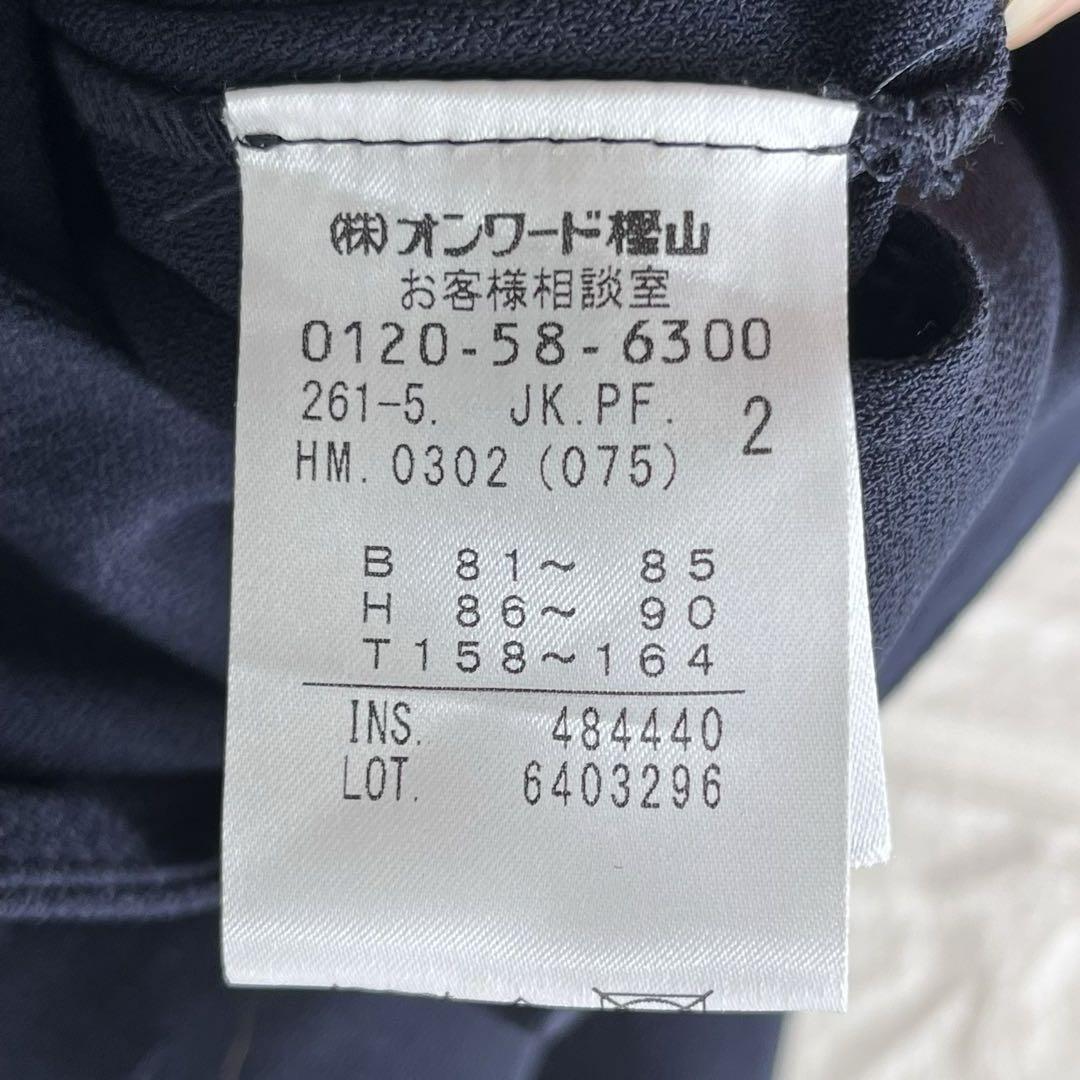 (株)オンワード樫山
お客様相談室
0120-58-6300
261-5. JK.PF. 2
HM. 0302 (075)
B 81~ 85
H 86~ 90
T 158~164
INS. 484440
LOT. 6403296